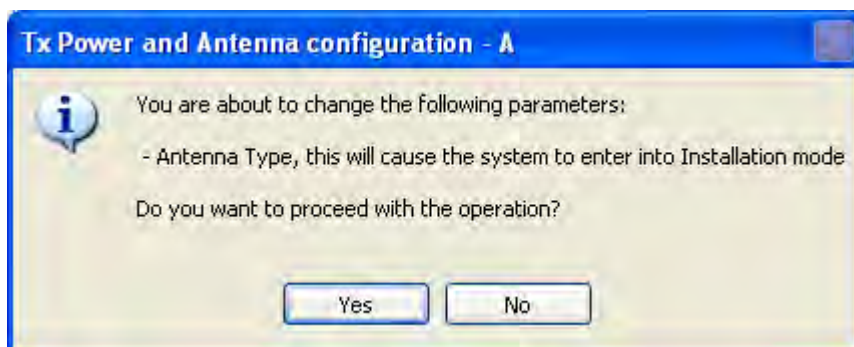 Tx Power and Antenna configuration - A
You are about to change the following parameters:
- Antenna Type, this will cause the system to enter into Installation mode
Do you want to proceed with the operation?
Yes
No